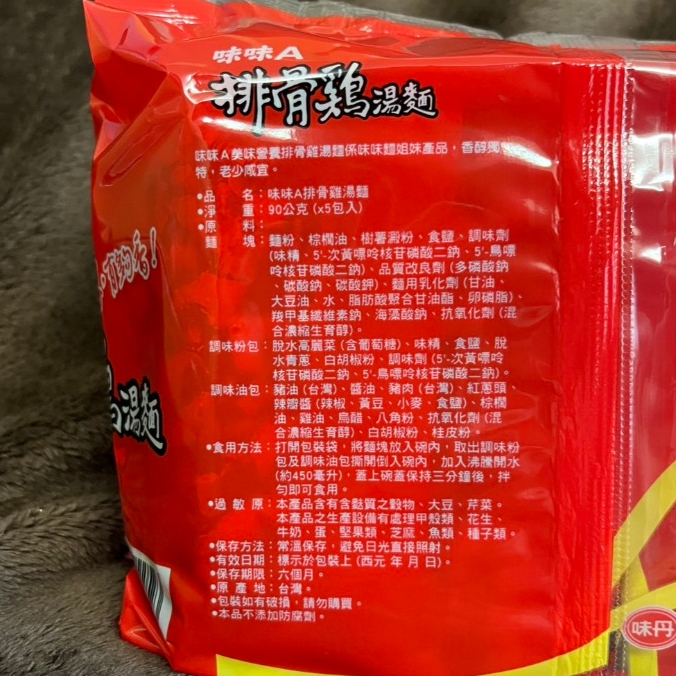 味味A
排骨鷄湯麵
味味A美味營養排骨雞湯麵係味味麵姐妹產品，香醇獨
特，老少咸宜。
•品　　名：味味A排骨雞湯麵
•淨　　重：90公克 (x5包入)
•原　　料：
麵　　塊：麵粉、棕櫚油、樹薯澱粉、食鹽、調味劑
(味精、5'-次黃嘌呤核苷磷酸二鈉、5'-鳥嘌
呤核苷磷酸二鈉)、品質改良劑 (多磷酸鈉
、碳酸鈉、碳酸鉀)、麵用乳化劑 (甘油、
大豆油、水、脂肪酸聚合甘油酯、卵磷脂)、
羧甲基纖維素鈉、海藻酸鈉、抗氧化劑 (混
合濃縮生育醇)。
調味粉包：脫水高麗菜 (含葡萄糖)、味精、食鹽、脫
水青蔥、白胡椒粉、調味劑 (5'-次黃嘌呤
核苷磷酸二鈉、5'-鳥嘌呤核苷磷酸二鈉)。
調味油包：豬油 (台灣)、醬油、豬肉 (台灣)、紅蔥頭、
辣瓣醬 (辣椒、黃豆、小麥、食鹽)、棕櫚
油、雞油、烏醋、八角粉、抗氧化劑 (混
合濃縮生育醇)、白胡椒粉、桂皮粉。
•食用方法：打開包裝袋，將麵塊放入碗內，取出調味粉
包及調味油包撕開倒入碗內，加入沸騰開水
(約450毫升)，蓋上碗蓋保持三分鐘後，拌
勻即可食用。
•過 敏 原：本產品含有含麩質之穀物、大豆、芹菜。
本產品之生產設備有處理甲殼類、花生、
牛奶、蛋、堅果類、芝麻、魚類、種子類。
•保存方法：常溫保存，避免日光直接照射。
•有效日期：標示於包裝上 (西元 年 月 日)。
•保存期限：六個月。
•原 產 地：台灣。
•包裝如有破損，請勿購買。
•本品不添加防腐劑。
湯麵
味丹